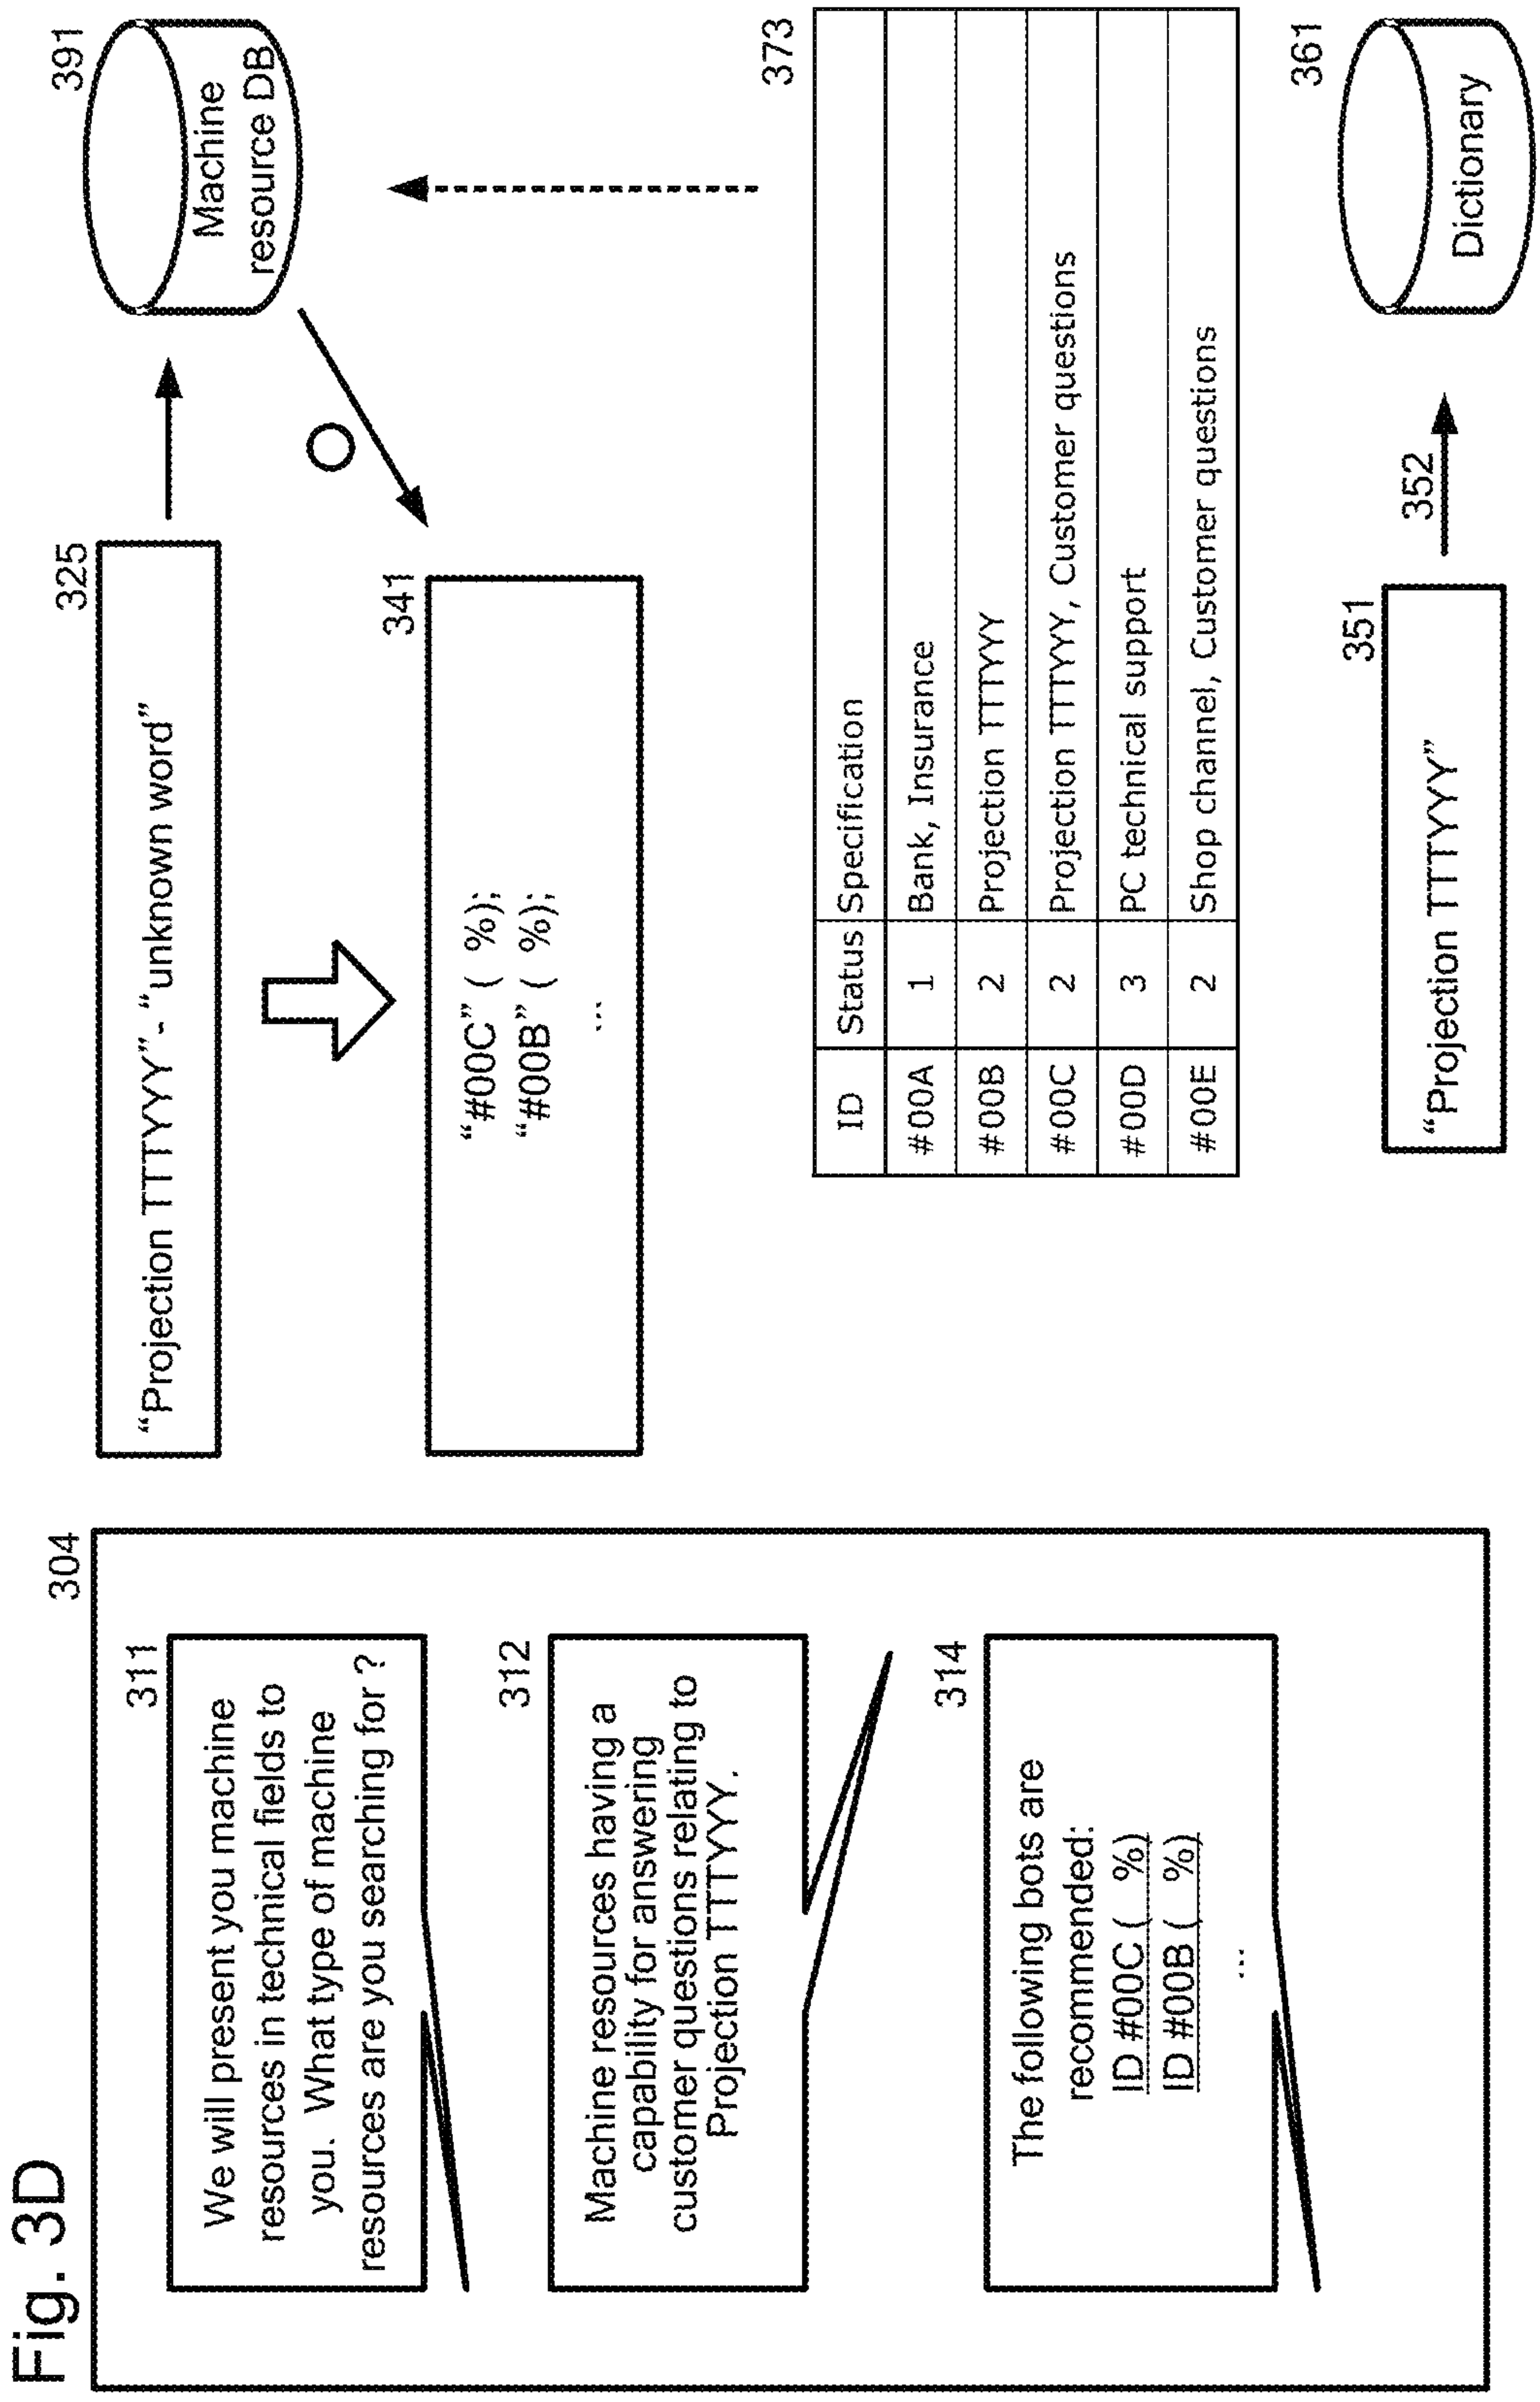 Fig. 3D
304
311
We will present you machine
resources in technical fields to
you. What type of machine
resources are you searching for ?
312
Machine resources having a
capability for answering
customer questions relating to
Projection TTTYYY.
314
The following bots are
recommended:
ID #00C ( %)
ID #00B ( %)
...
325
“Projection TTTYYY”- “unknown word”
391
Machine
resource DB
341
“#00C” ( %);
“#00B” ( %);
...
373
ID Status Specification
#00A 1 Bank, Insurance
#00B 2 Projection TTTYYY
#00C 2 Projection TTTYYY, Customer questions
#00D 3 PC technical support
#00E 2 Shop channel, Customer questions
351
“Projection TTTYYY”
352
361
Dictionary